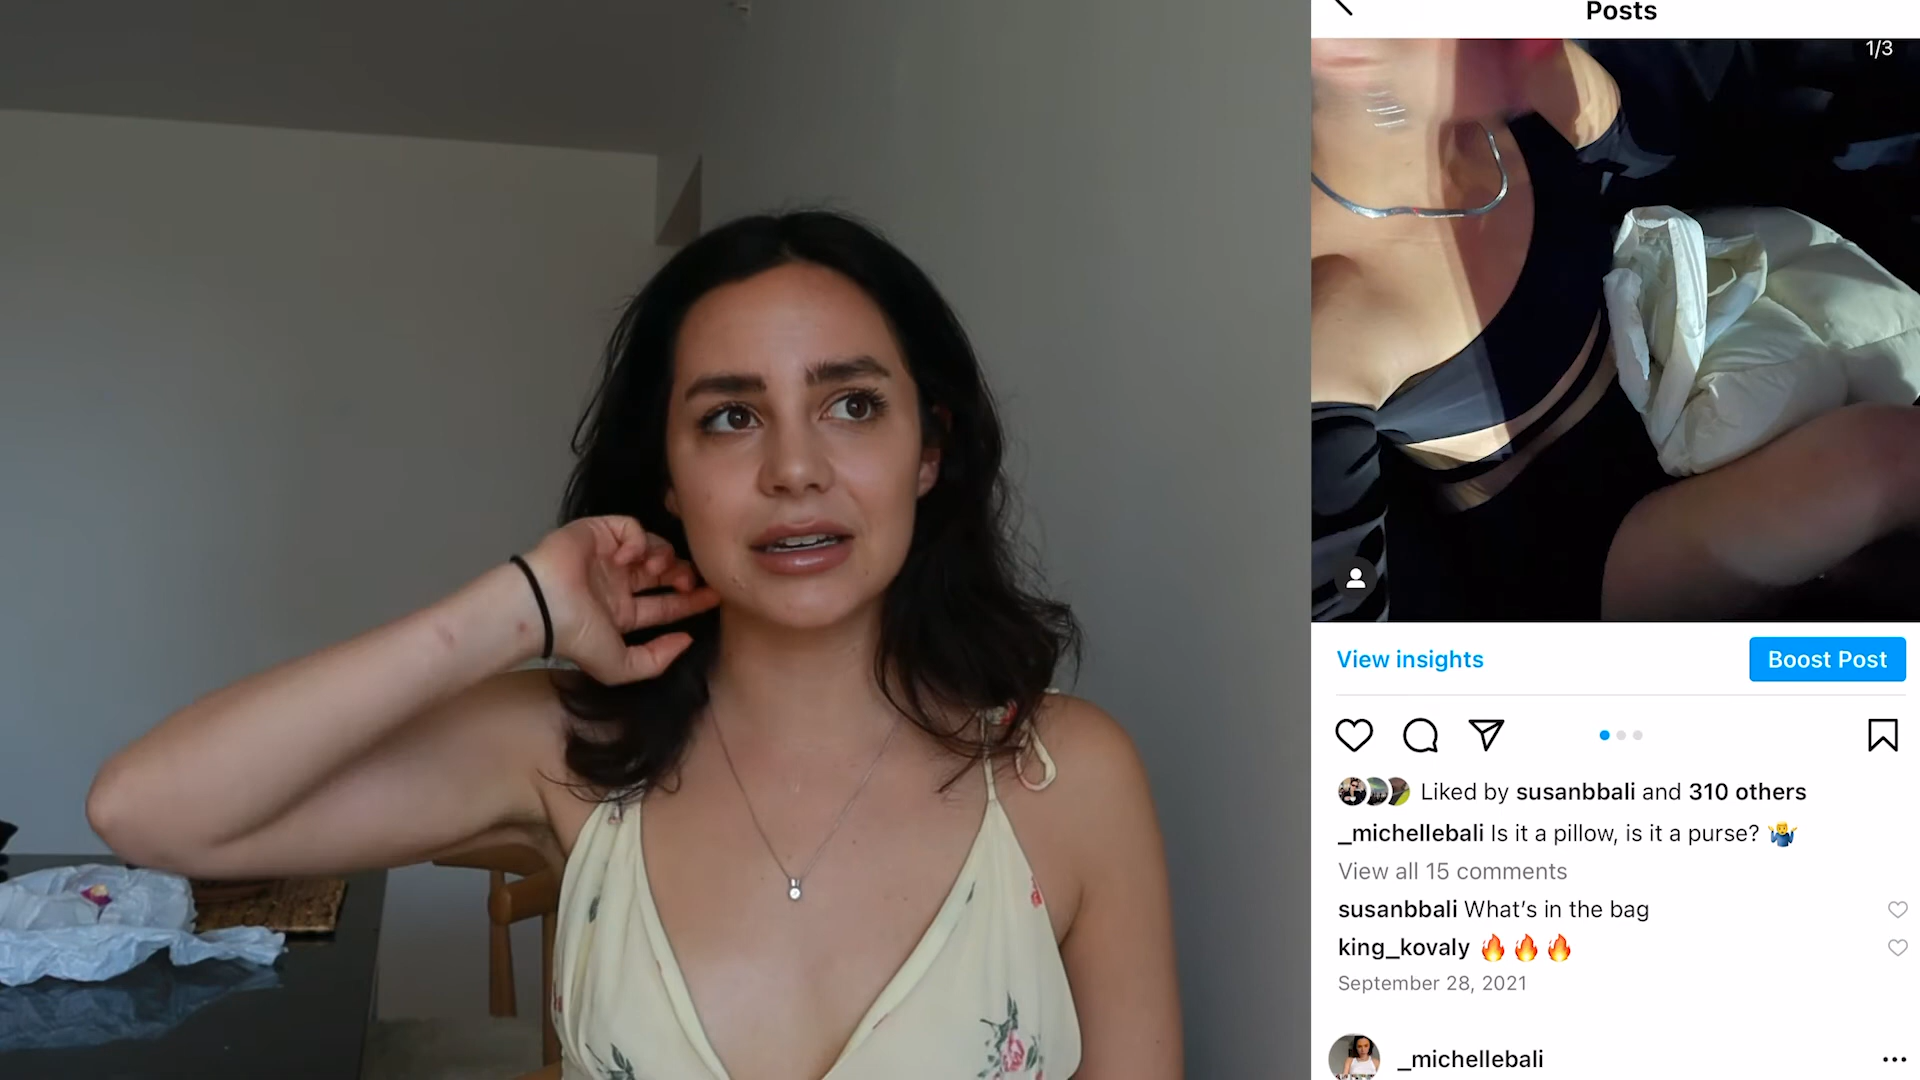 Posts
1/3
View insights
Boost Post
Liked by susanbbali and 310 others
_michellebali Is it a pillow, is it a purse? 🤷‍♂️
View all 15 comments
susanbbali What's in the bag
king_kovaly 🔥🔥🔥
September 28, 2021
_michellebali